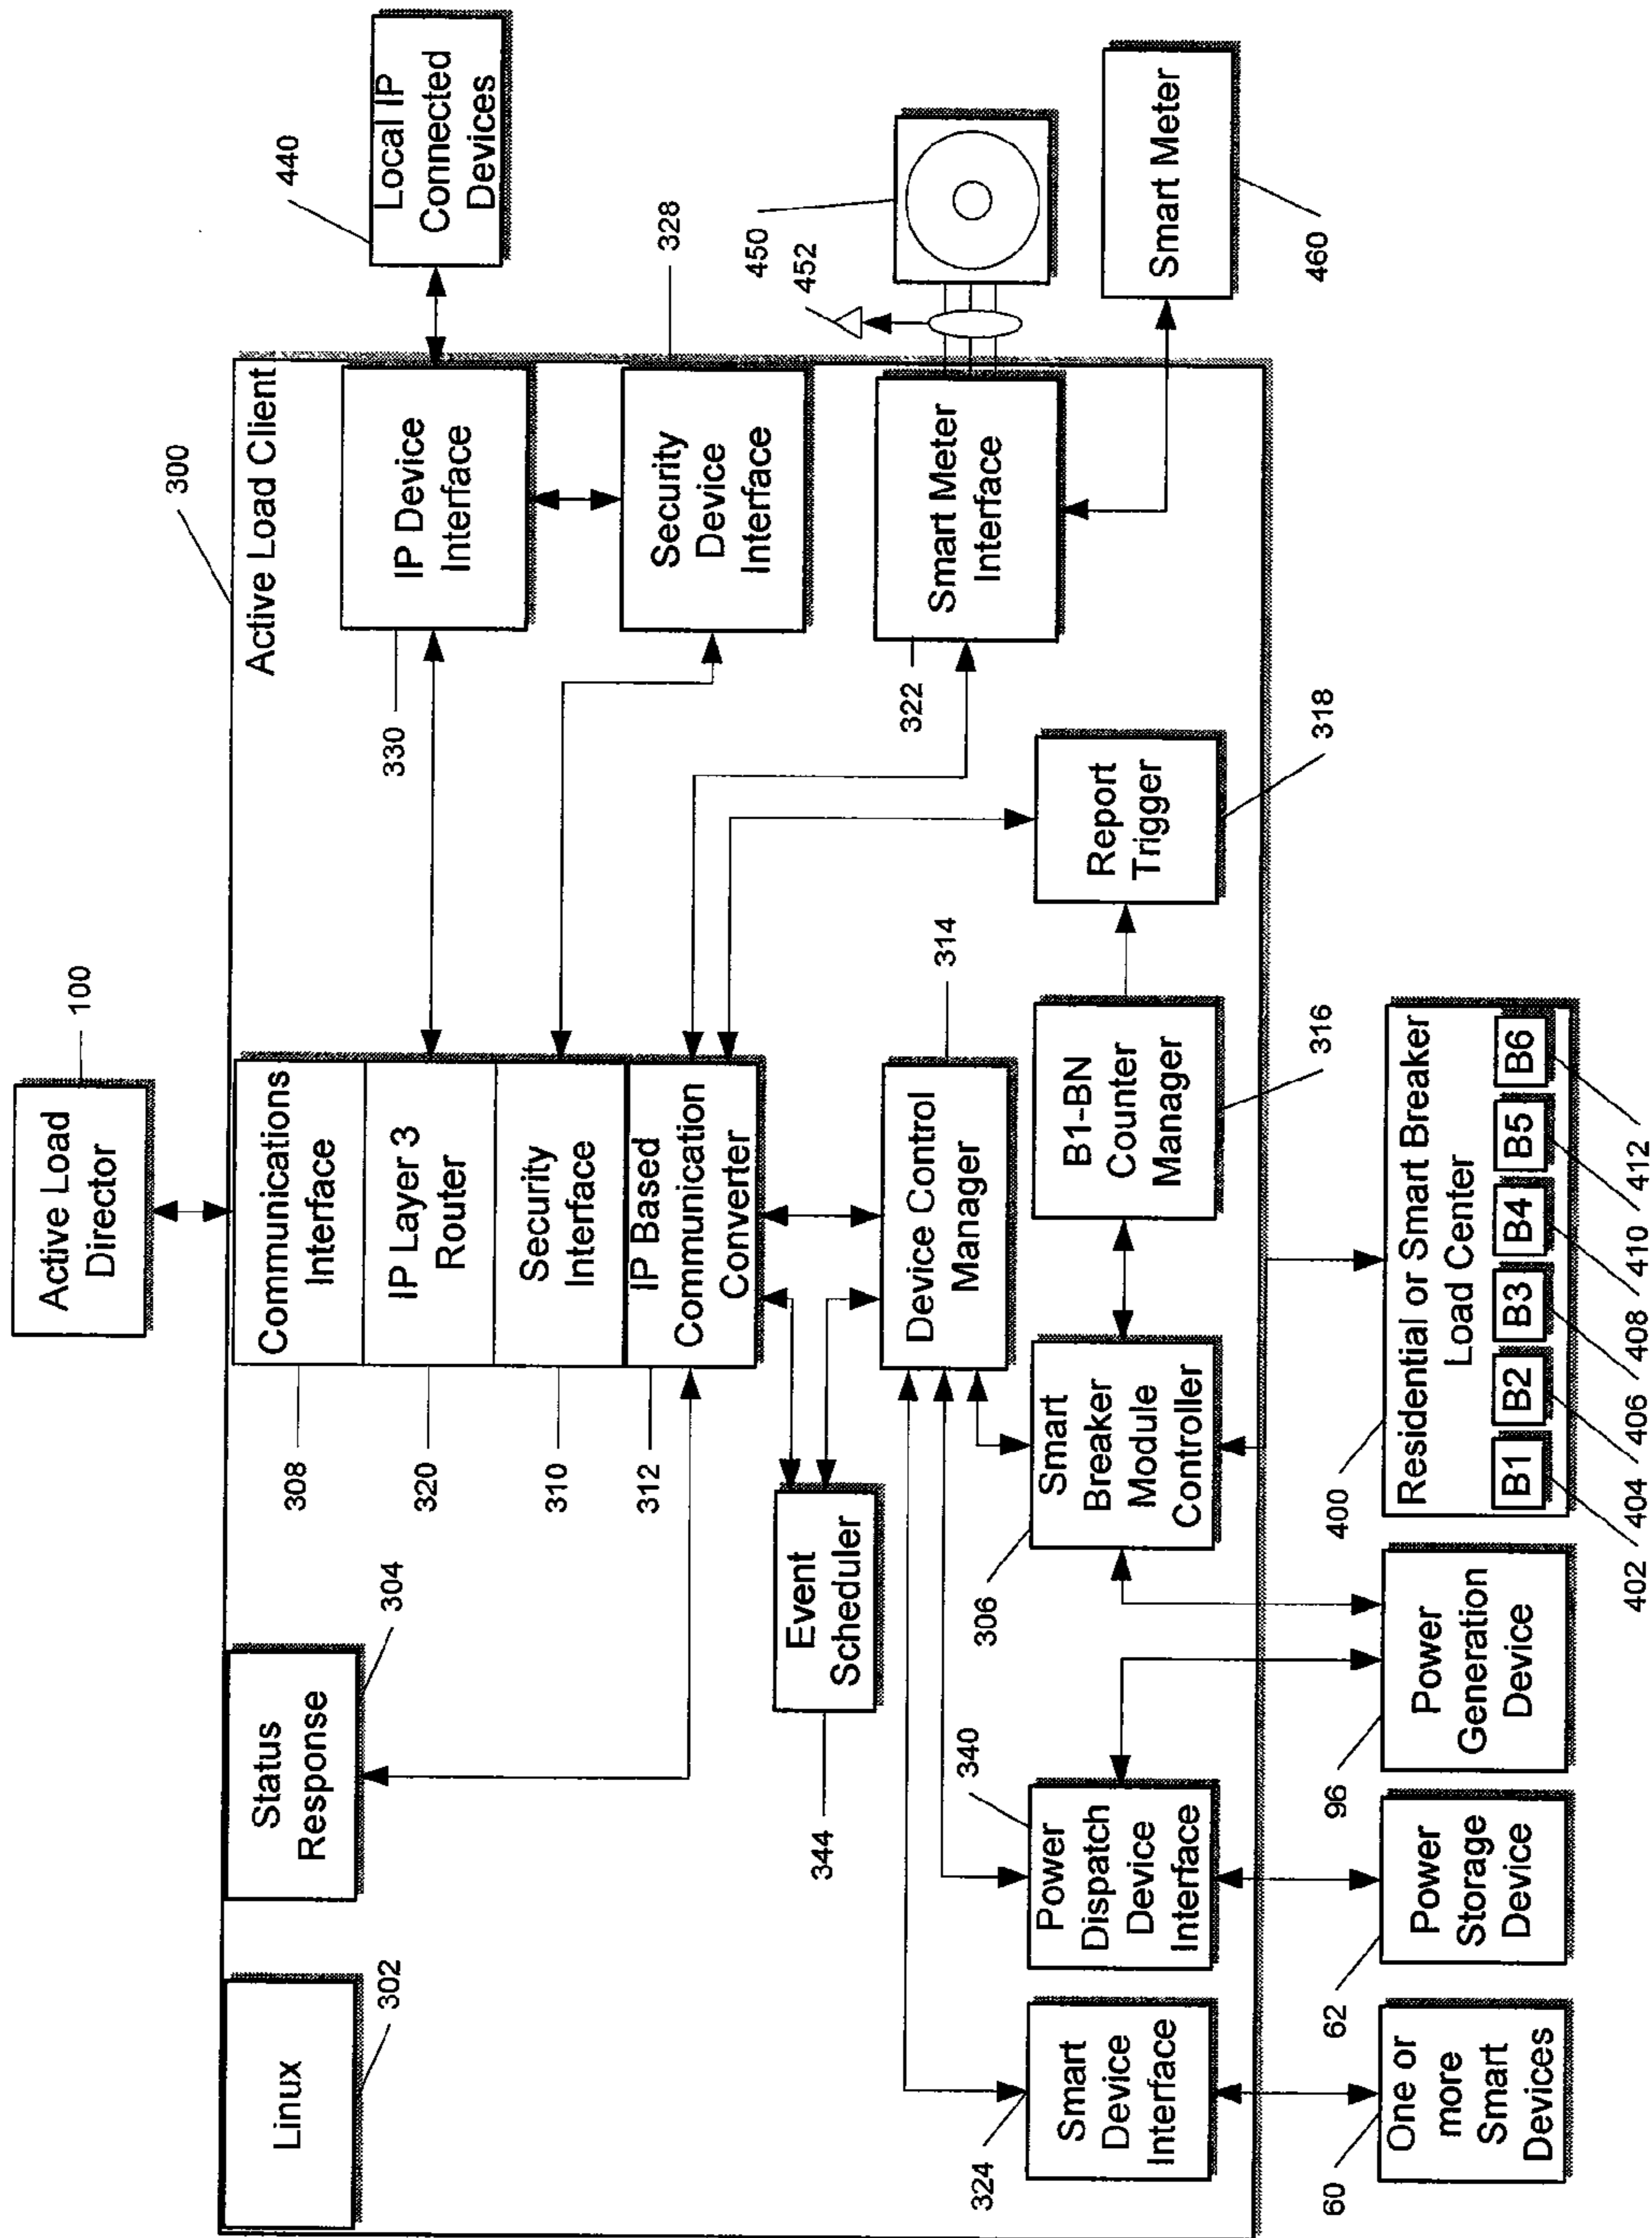 100
Active Load
Director
300
Active Load Client
Linux
302
Status
Response
304
Communications
Interface
308
IP Layer 3
Router
320
Security
Interface
310
IP Based
Communication
Converter
312
IP Device
Interface
330
440
Local IP
Connected
Devices
Security
Device
Interface
328
Event
Scheduler
344
Device Control
Manager
314
Smart Meter
Interface
322
450
452
Smart Meter
460
Smart
Device
Interface
324
Power
Dispatch
Device
Interface
340
Smart
Breaker
Module
Controller
306
B1-BN
Counter
Manager
316
Report
Trigger
318
One or
more
Smart
Devices
60
Power
Storage
Device
62
Power
Generation
Device
96
Residential or Smart Breaker
Load Center
400
B1 B2 B3 B4 B5 B6
402 404 406 408 410 412